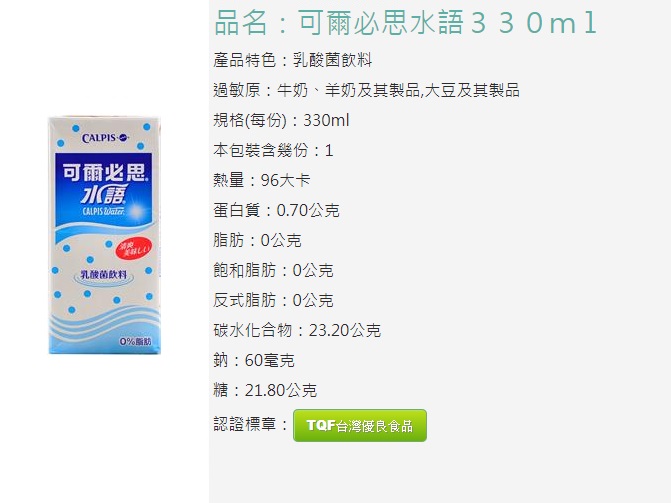 品名：可爾必思水語３３０ｍｌ
產品特色：乳酸菌飲料
過敏原：牛奶、羊奶及其製品,大豆及其製品
規格(每份)：330ml
本包裝含幾份：1
熱量：96大卡
蛋白質：0.70公克
脂肪：0公克
飽和脂肪：0公克
反式脂肪：0公克
碳水化合物：23.20公克
鈉：60毫克
糖：21.80公克
認證標章：TQF台灣優良食品
CALPIS
可爾必思
水語
CALPIS Water
清爽
美味しい
乳酸菌飲料
0%脂肪